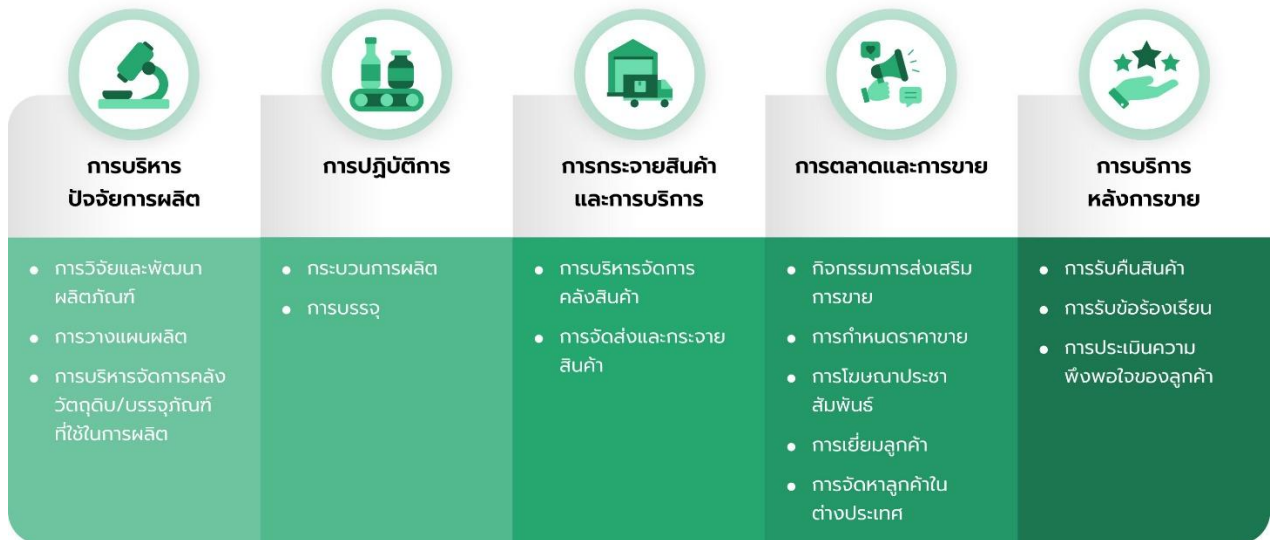 การบริหาร
ปัจจัยการผลิต
การวิจัยและพัฒนา
ผลิตภัณฑ์
การวางแผนผลิต
การบริหารจัดการคลัง
วัตถุดิบ/บรรจุภัณฑ์
ที่ใช้ในการผลิต
การปฏิบัติการ
กระบวนการผลิต
การบรรจุ
การกระจายสินค้า
และการบริการ
การบริหารจัดการ
คลังสินค้า
การจัดส่งและกระจาย
สินค้า
การตลาดและการขาย
กิจกรรมการส่งเสริม
การขาย
การกำหนดราคาขาย
การโฆษณาประชา
สัมพันธ์
การเยี่ยมลูกค้า
การจัดหาลูกค้าใน
ต่างประเทศ
การบริการ
หลังการขาย
การรับคืนสินค้า
การรับข้อร้องเรียน
การประเมินความ
พึงพอใจของลูกค้า